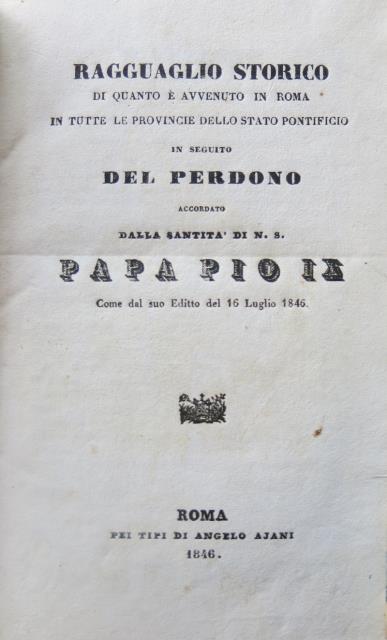 RAGGUAGLIO STORICO
DI QUANTO È AVVENUTO IN ROMA
IN TUTTE LE PROVINCIE DELLO STATO PONTIFICIO
IN SEGUITO
DEL PERDONO
ACCORDATO
DALLA SANTITA' DI N. S.
PAPA PIO IX
Come dal suo Editto del 16 Luglio 1846.
ROMA
PEI TIPI DI ANGELO AJANI
1846.